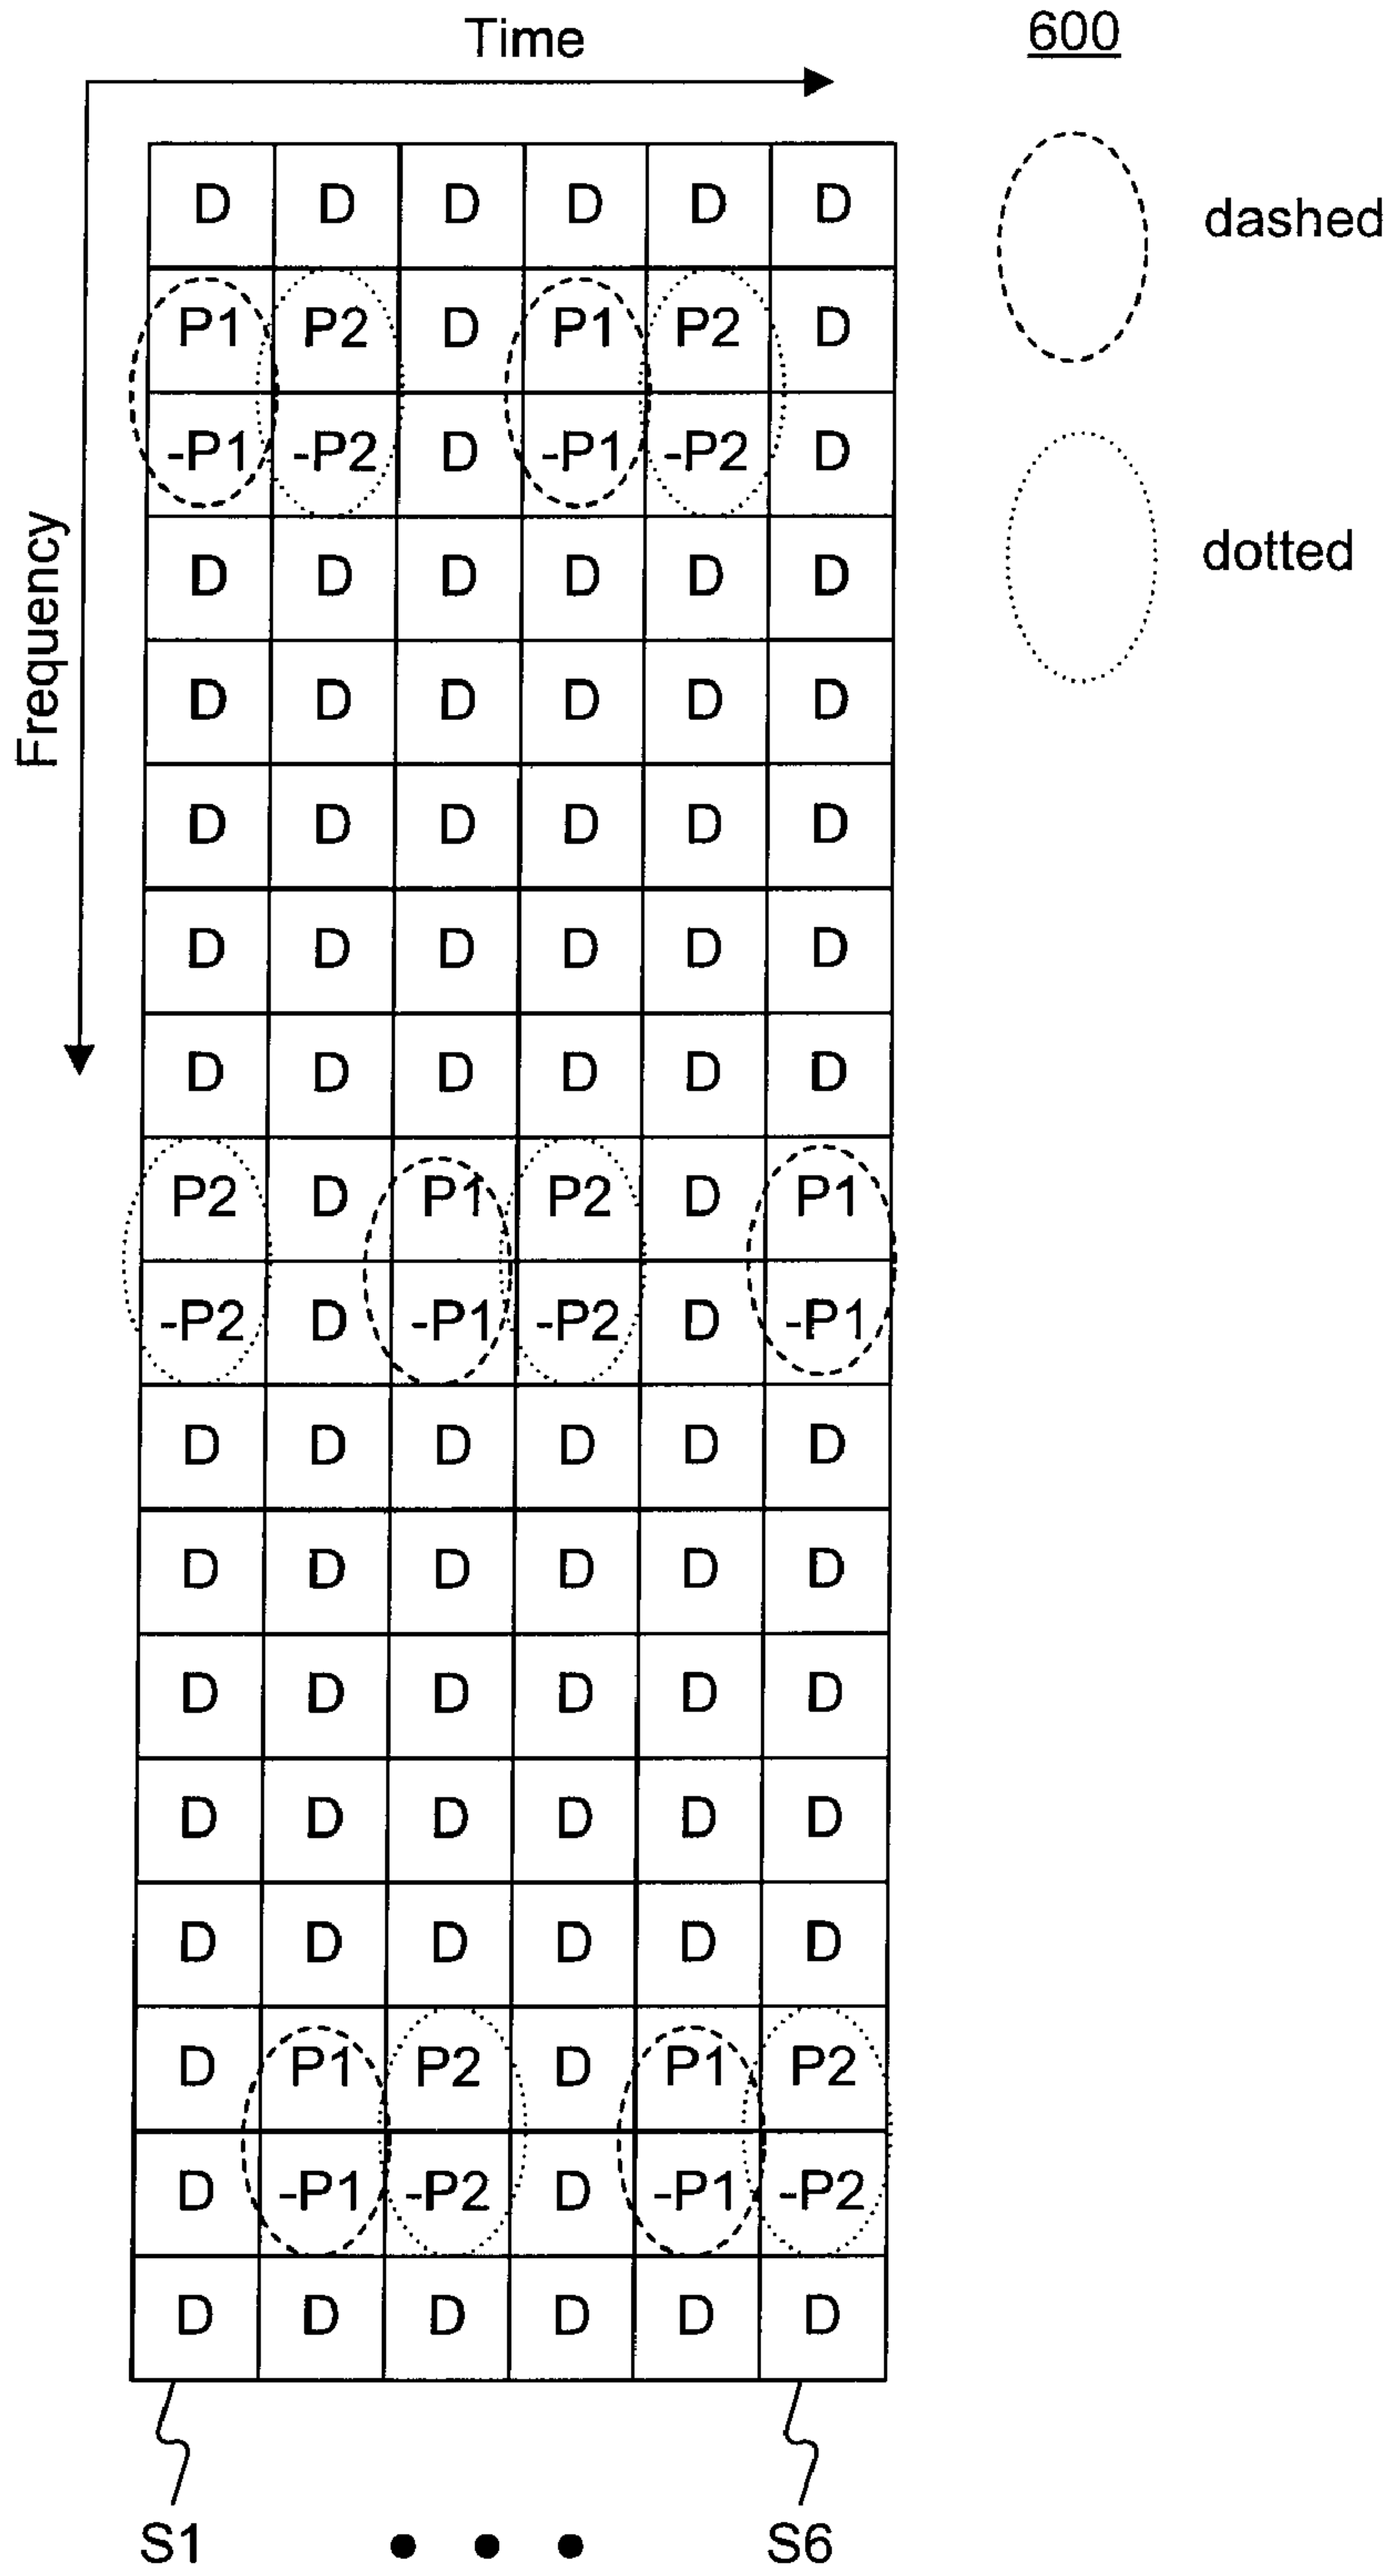 Time
600
dashed
dotted
Frequency
D D D D D D
P1 P2 D P1 P2 D
-P1 -P2 D -P1 -P2 D
D D D D D D
D D D D D D
D D D D D D
D D D D D D
D D D D D D
P2 D P1 P2 D P1
-P2 D -P1 -P2 D -P1
D D D D D D
D D D D D D
D D D D D D
D D D D D D
D D D D D D
D P1 P2 D P1 P2
D -P1 -P2 D -P1 -P2
D D D D D D
S1 • • • S6